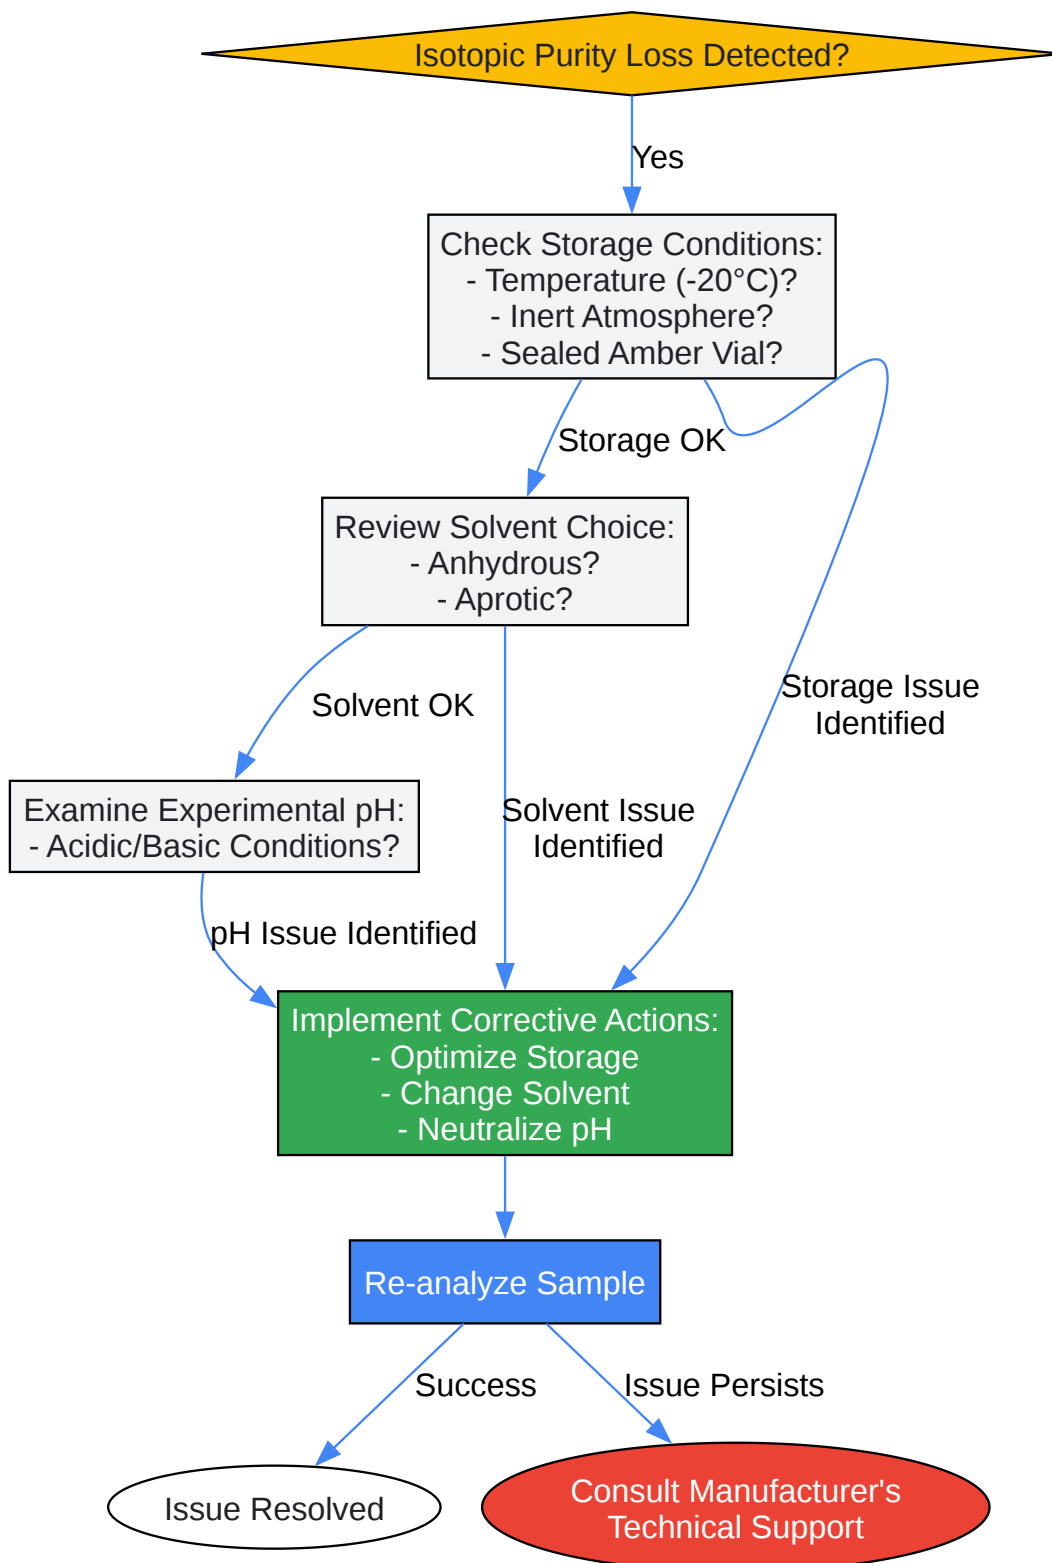 Isotopic Purity Loss Detected?
Yes
Check Storage Conditions:
- Temperature (-20°C)?
- Inert Atmosphere?
- Sealed Amber Vial?
Storage OK
Review Solvent Choice:
- Anhydrous?
- Aprotic?
Storage Issue
Identified
Solvent OK
Examine Experimental pH:
- Acidic/Basic Conditions?
Solvent Issue
Identified
pH Issue Identified
Implement Corrective Actions:
- Optimize Storage
- Change Solvent
- Neutralize pH
Re-analyze Sample
Success
Issue Persists
Issue Resolved
Consult Manufacturer's
Technical Support